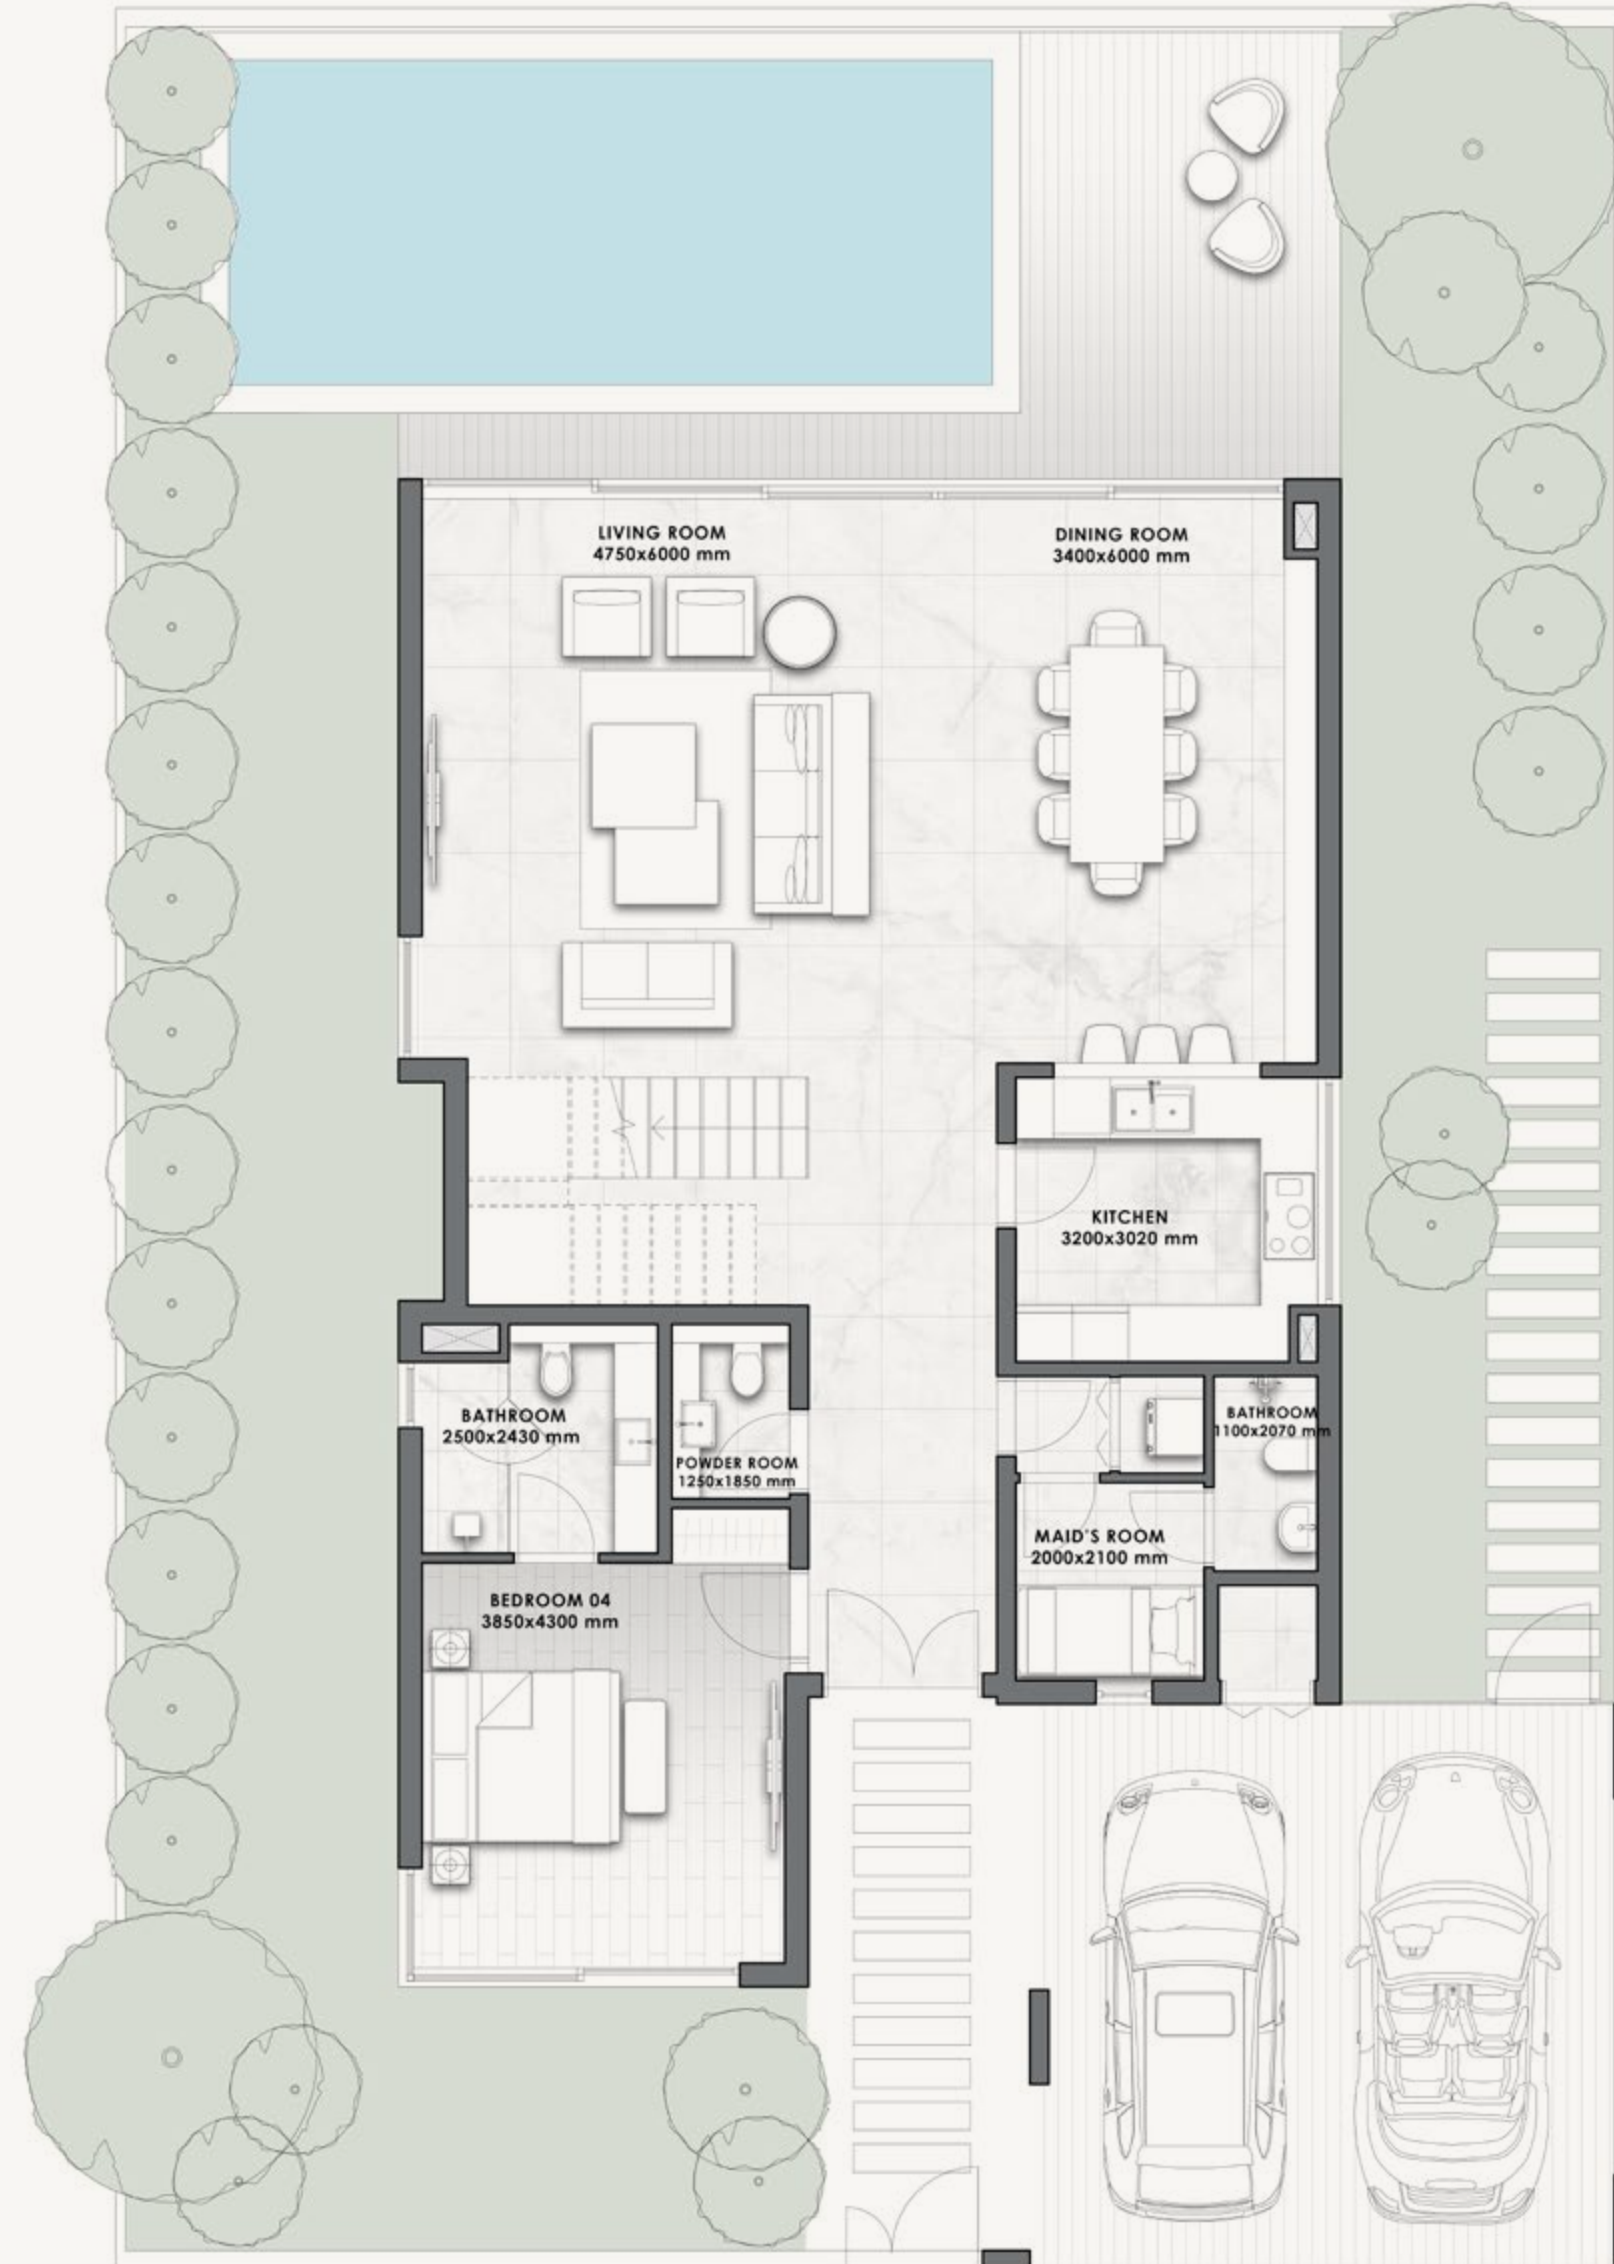 LIVING ROOM
4750x6000 mm
DINING ROOM
3400x6000 mm
KITCHEN
3200x3020 mm
BATHROOM
2500x2430 mm
POWDER ROOM
1250x1850 mm
BATHROOM
1100x2070 mm
MAID'S ROOM
2000x2100 mm
BEDROOM 04
3850x4300 mm